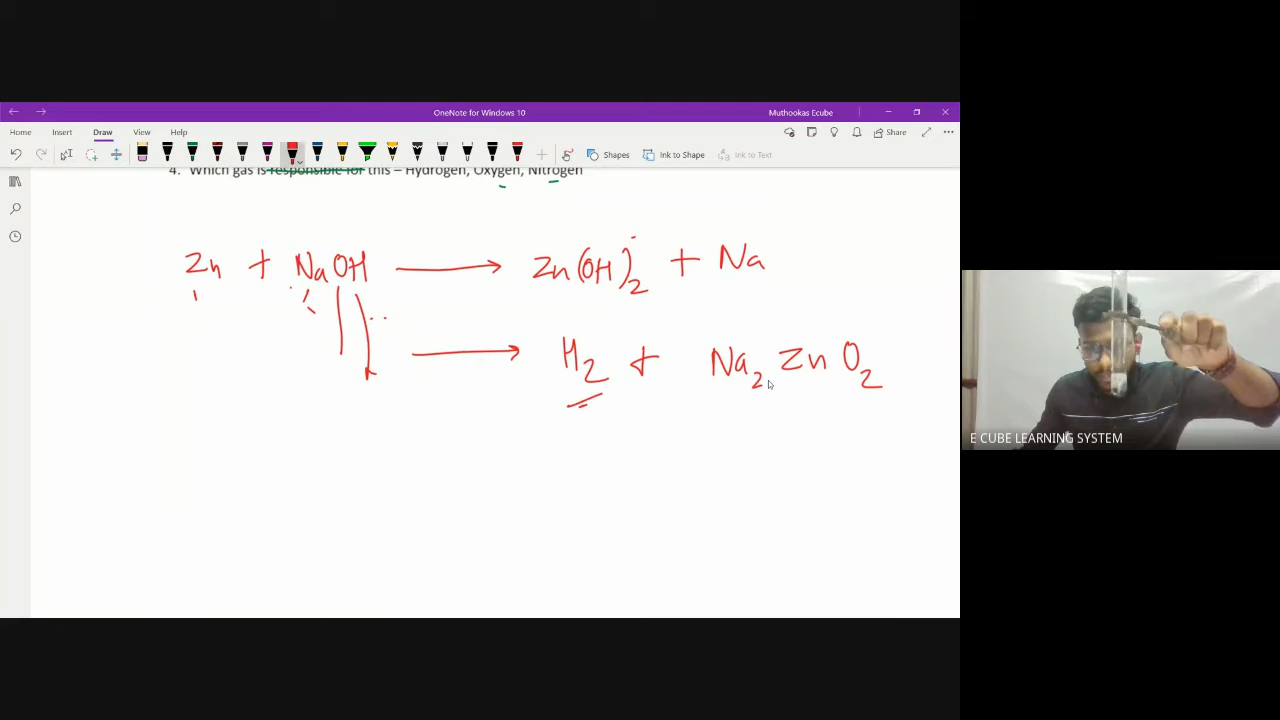 OneNote for Windows 10
Muthookas Ecube
Home Insert Draw View Help
Share
Shapes Ink to Shape Ink to Text
4. Which gas is responsible for this – Hydrogen, Oxygen, Nitrogen
Zn + NaOH → Zn(OH)₂ + Na
→ H₂ + Na₂ZnO₂
E CUBE LEARNING SYSTEM